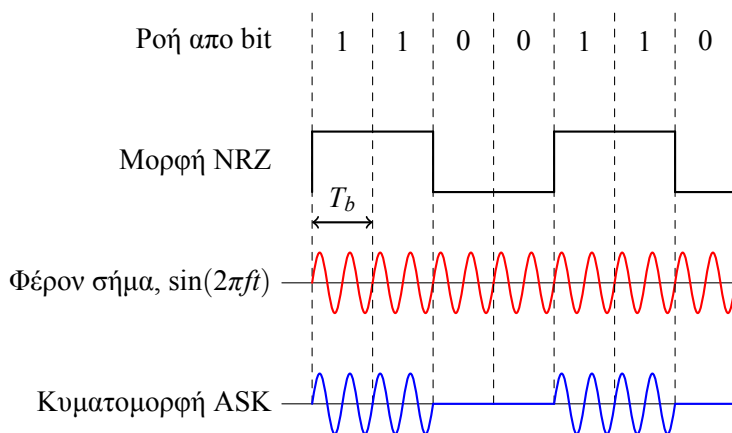 Ροή απο bit 1 1 0 0 1 1 0
Μορφή NRZ
T_b
Φέρον σήμα, sin(2πft)
Κυματομορφή ASK